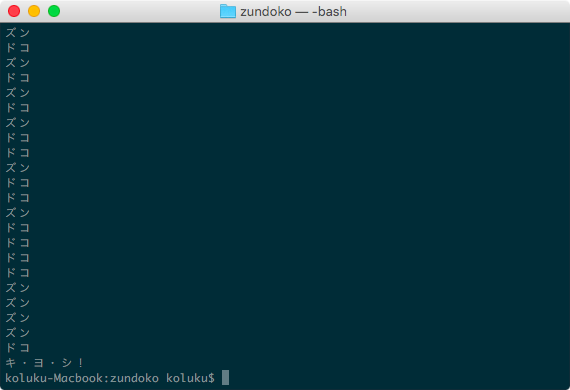 zundoko — -bash
ズン
ドコ
ズン
ドコ
ズン
ドコ
ズン
ドコ
ドコ
ズン
ドコ
ドコ
ズン
ドコ
ドコ
ドコ
ドコ
ズン
ズン
ズン
ズン
ドコ
キ・ヨ・シ！
koluku-Macbook:zundoko koluku$